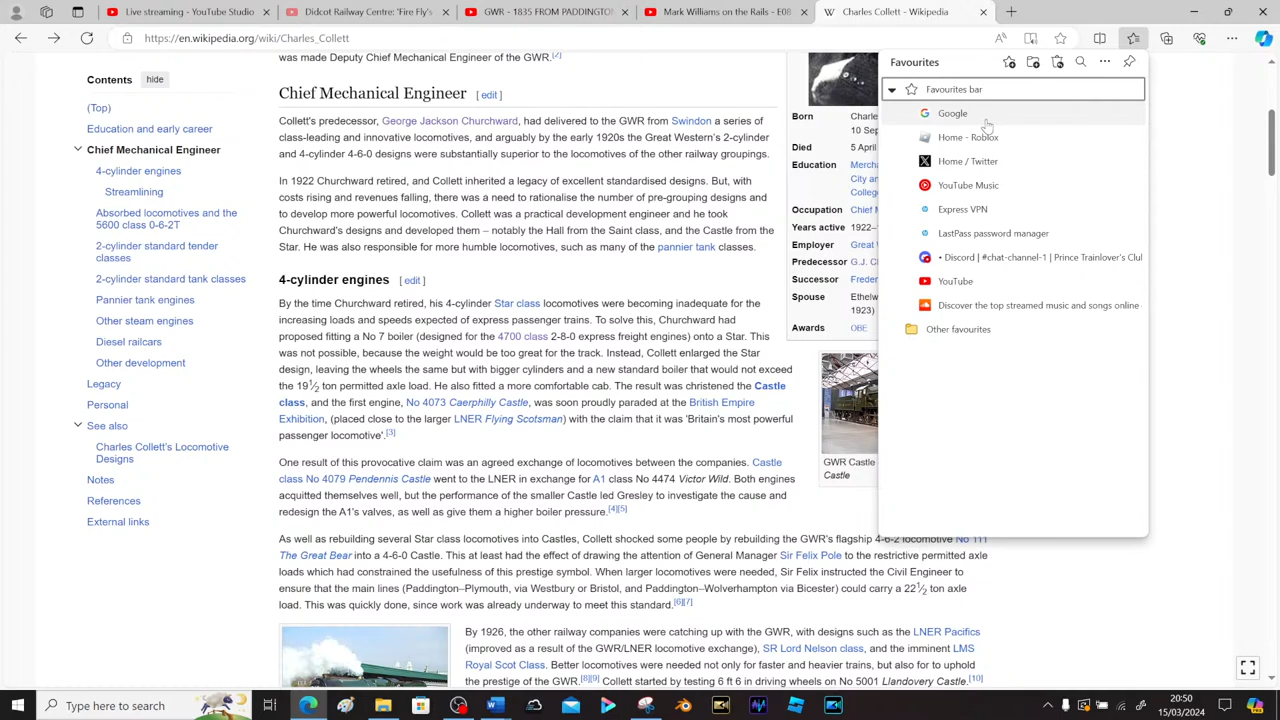 Live streaming - YouTube Studio
Didcot Railway Centre: 'Fire Fly's
GWR - 1835 FROM PADDINGTON
Mark Williams on the Rails - E08
Charles Collett - Wikipedia
https://en.wikipedia.org/wiki/Charles_Collett
was made Deputy Chief Mechanical Engineer of the GWR.[2]
Contents hide
(Top)
Education and early career
Chief Mechanical Engineer
4-cylinder engines
Streamlining
Absorbed locomotives and the
5600 class 0-6-2T
2-cylinder standard tender
classes
2-cylinder standard tank classes
Pannier tank engines
Other steam engines
Diesel railcars
Other development
Legacy
Personal
See also
Charles Collett's Locomotive
Designs
Notes
References
External links
Chief Mechanical Engineer [ edit ]
Collett's predecessor, George Jackson Churchward, had delivered to the GWR from Swindon a series of
class-leading and innovative locomotives, and arguably by the early 1920s the Great Western's 2-cylinder
and 4-cylinder 4-6-0 designs were substantially superior to the locomotives of the other railway groupings.
In 1922 Churchward retired, and Collett inherited a legacy of excellent standardised designs. But, with
costs rising and revenues falling, there was a need to rationalise the number of pre-grouping designs and
to develop more powerful locomotives. Collett was a practical development engineer and he took
Churchward's designs and developed them – notably the Hall from the Saint class, and the Castle from the
Star. He was also responsible for more humble locomotives, such as many of the pannier tank classes.
4-cylinder engines [ edit ]
By the time Churchward retired, his 4-cylinder Star class locomotives were becoming inadequate for the
increasing loads and speeds expected of express passenger trains. To solve this, Churchward had
proposed fitting a No 7 boiler (designed for the 4700 class 2-8-0 express freight engines) onto a Star. This
was not possible, because the weight would be too great for the track. Instead, Collett enlarged the Star
design, leaving the wheels the same but with bigger cylinders and a new standard boiler that would not exceed
the 19 1⁄2 ton permitted axle load. He also fitted a more comfortable cab. The result was christened the Castle
class, and the first engine, No 4073 Caerphilly Castle, was soon proudly paraded at the British Empire
Exhibition, (placed close to the larger LNER Flying Scotsman) with the claim that it was 'Britain's most powerful
passenger locomotive'.[3]
One result of this provocative claim was an agreed exchange of locomotives between the companies. Castle
class No 4079 Pendennis Castle went to the LNER in exchange for A1 class No 4474 Victor Wild. Both engines
acquitted themselves well, but the performance of the smaller Castle led Gresley to investigate the cause and
redesign the A1's valves, as well as give them a higher boiler pressure.[4][5]
As well as rebuilding several Star class locomotives into Castles, Collett shocked some people by rebuilding the GWR's flagship 4-6-2 locomotive No 111
The Great Bear into a 4-6-0 Castle. This at least had the effect of drawing the attention of General Manager Sir Felix Pole to the restrictive permitted axle
loads which had constrained the usefulness of this prestige symbol. When larger locomotives were needed, Sir Felix instructed the Civil Engineer to
ensure that the main lines (Paddington–Plymouth, via Westbury or Bristol, and Paddington–Wolverhampton via Bicester) could carry a 22 1⁄2 ton axle
load. This was quickly done, since work was already underway to meet this standard.[6][7]
By 1926, the other railway companies were catching up with the GWR, with designs such as the LNER Pacifics
(improved as a result of the GWR/LNER locomotive exchange), SR Lord Nelson class, and the imminent LMS
Royal Scot Class. Better locomotives were needed not only for faster and heavier trains, but also for to uphold
the prestige of the GWR.[8][9] Collett started by testing 6 ft 6 in driving wheels on No 5001 Llandovery Castle.[10]
Born Charle
10 Sep
Died 5 April
Education Mercha
City an
College
Occupation Chief M
Years active 1922–
Employer Great W
Predecessor G.J. C
Successor Freder
Spouse Ethelw
1923)
Awards OBE
GWR Castle
Castle
Favourites
Favourites bar
Google
Home - Roblox
Home / Twitter
YouTube Music
Express VPN
LastPass password manager
• Discord | #chat-channel-1 | Prince Trainlover's Clul
YouTube
Discover the top streamed music and songs online
Other favourites
Type here to search
20:50
15/03/2024